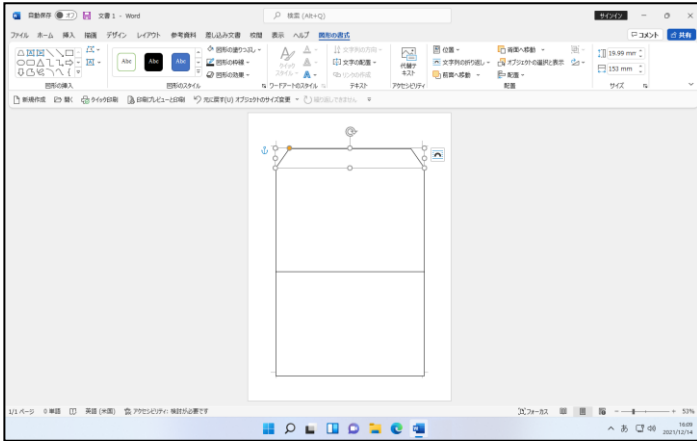 自動保存 オフ 文書 1 - Word 検索 (Alt+Q) サインイン
ファイル ホーム 挿入 描画 デザイン レイアウト 参考資料 差し込み文書 校閲 表示 ヘルプ 図形の書式 コメント 共有
Abc Abc Abc
図形の塗りつぶし
図形の枠線
図形の効果
クイック スタイル
文字列の方向
文字の配置
リンクの作成
代替テキスト
位置
文字列の折り返し
前面へ移動
背面へ移動
オブジェクトの選択と表示
配置
19.99 mm
153 mm
図形の挿入 図形のスタイル ワードアートのスタイル テキスト アクセシビリティ 配置 サイズ
新規作成 開く クイック印刷 印刷プレビューと印刷 元に戻す(U) オブジェクトのサイズ変更 繰り返しできません
1/1 ページ 0 単語 英語 (米国) アクセシビリティ: 検討が必要です フォーカス 53%
あ 16:09
2021/12/14